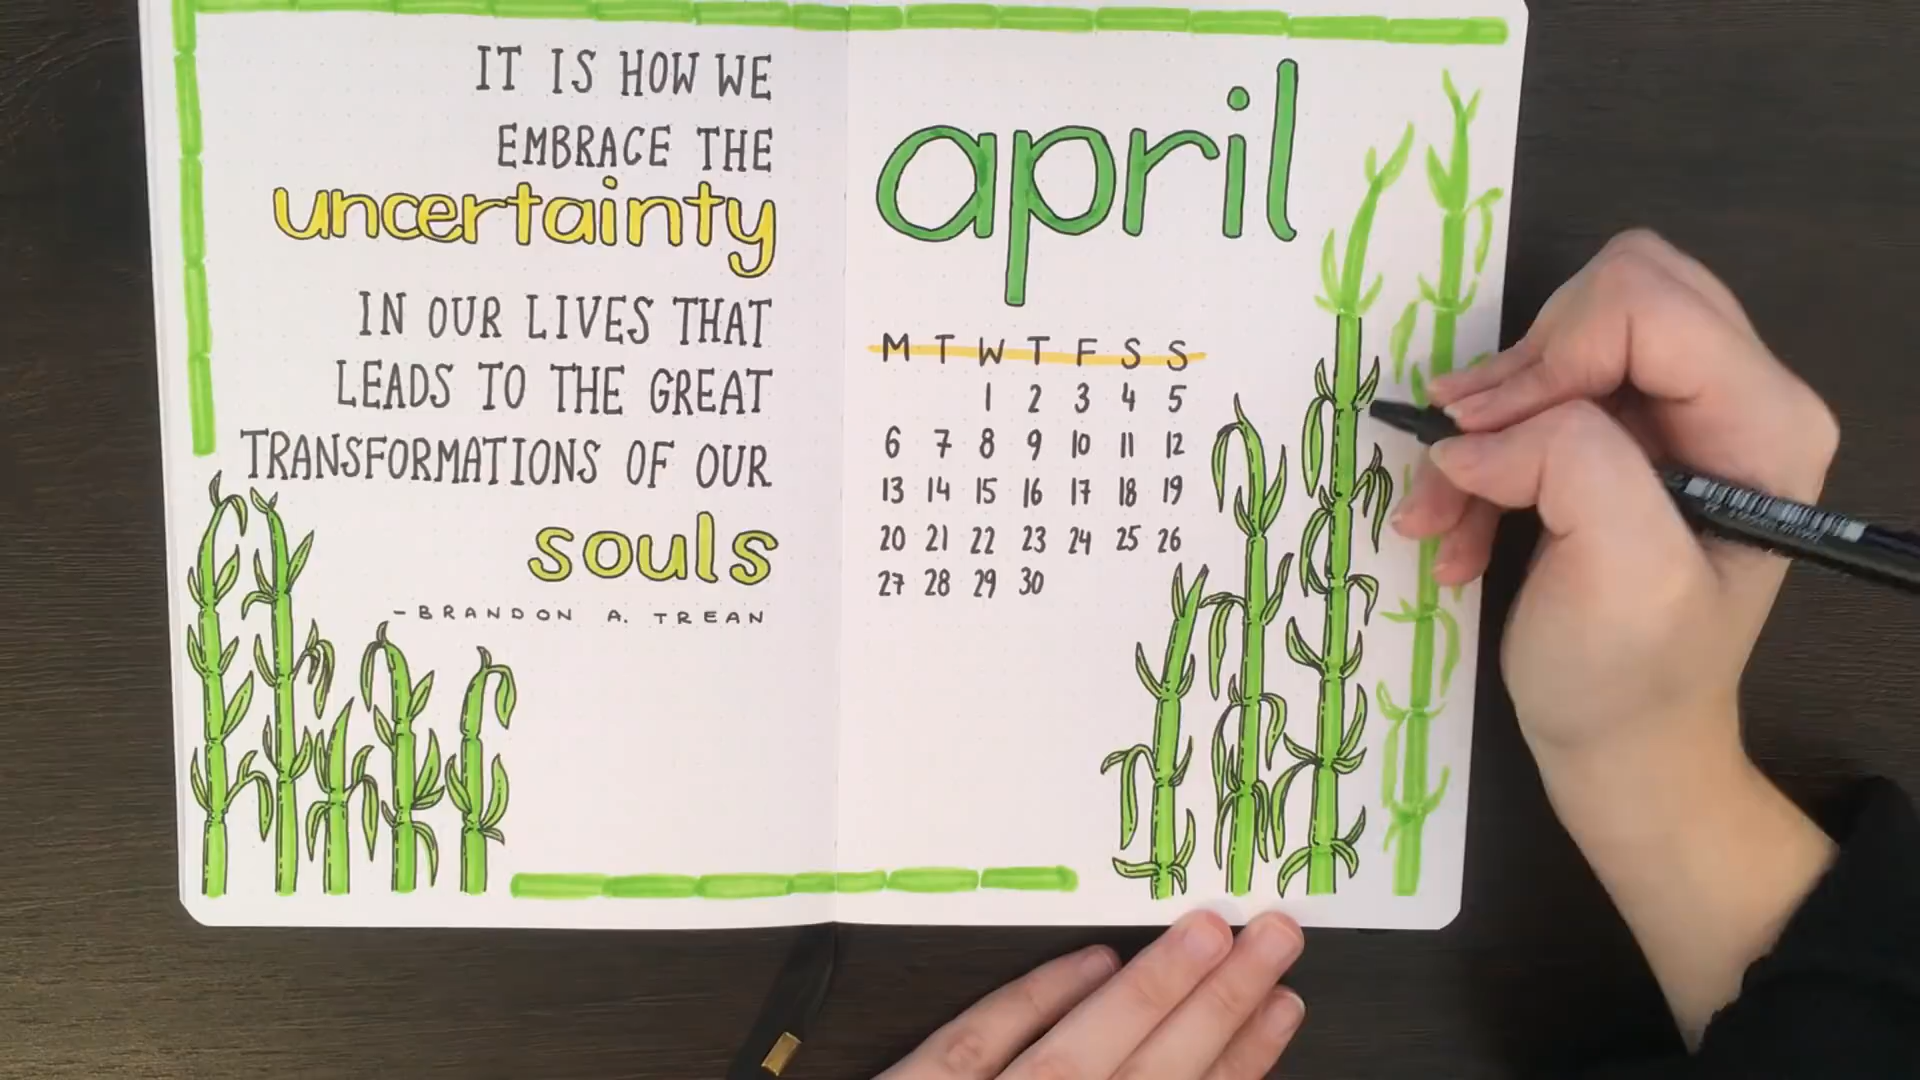 IT IS HOW WE
EMBRACE THE
uncertainty
IN OUR LIVES THAT
LEADS TO THE GREAT
TRANSFORMATIONS OF OUR
souls
- BRANDON A. TREAN
april
M T W T F S S
1 2 3 4 5
6 7 8 9 10 11 12
13 14 15 16 17 18 19
20 21 22 23 24 25 26
27 28 29 30